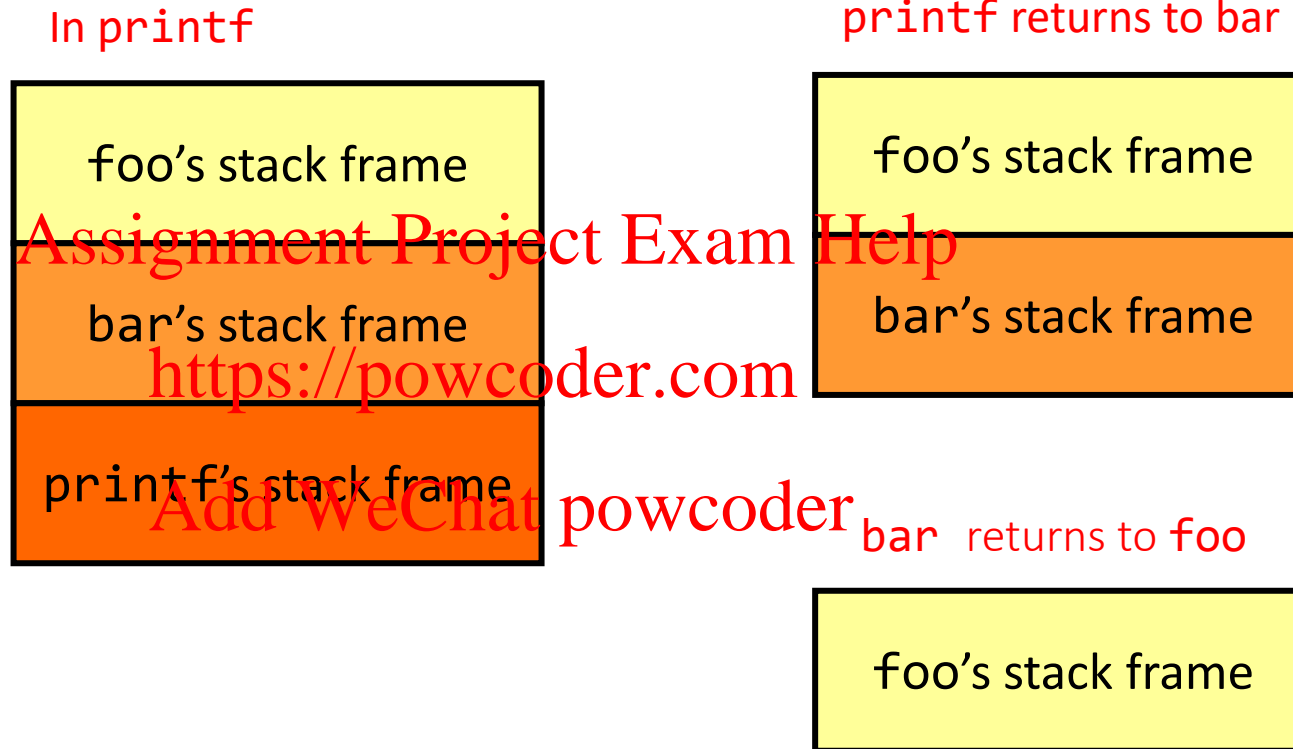 In printf
foo’s stack frame
bar’s stack frame
printf’s stack frame
printf returns to bar
foo’s stack frame
bar’s stack frame
bar returns to foo
foo’s stack frame
Assignment Project Exam Help
https://powcoder.com
Add WeChat powcoder